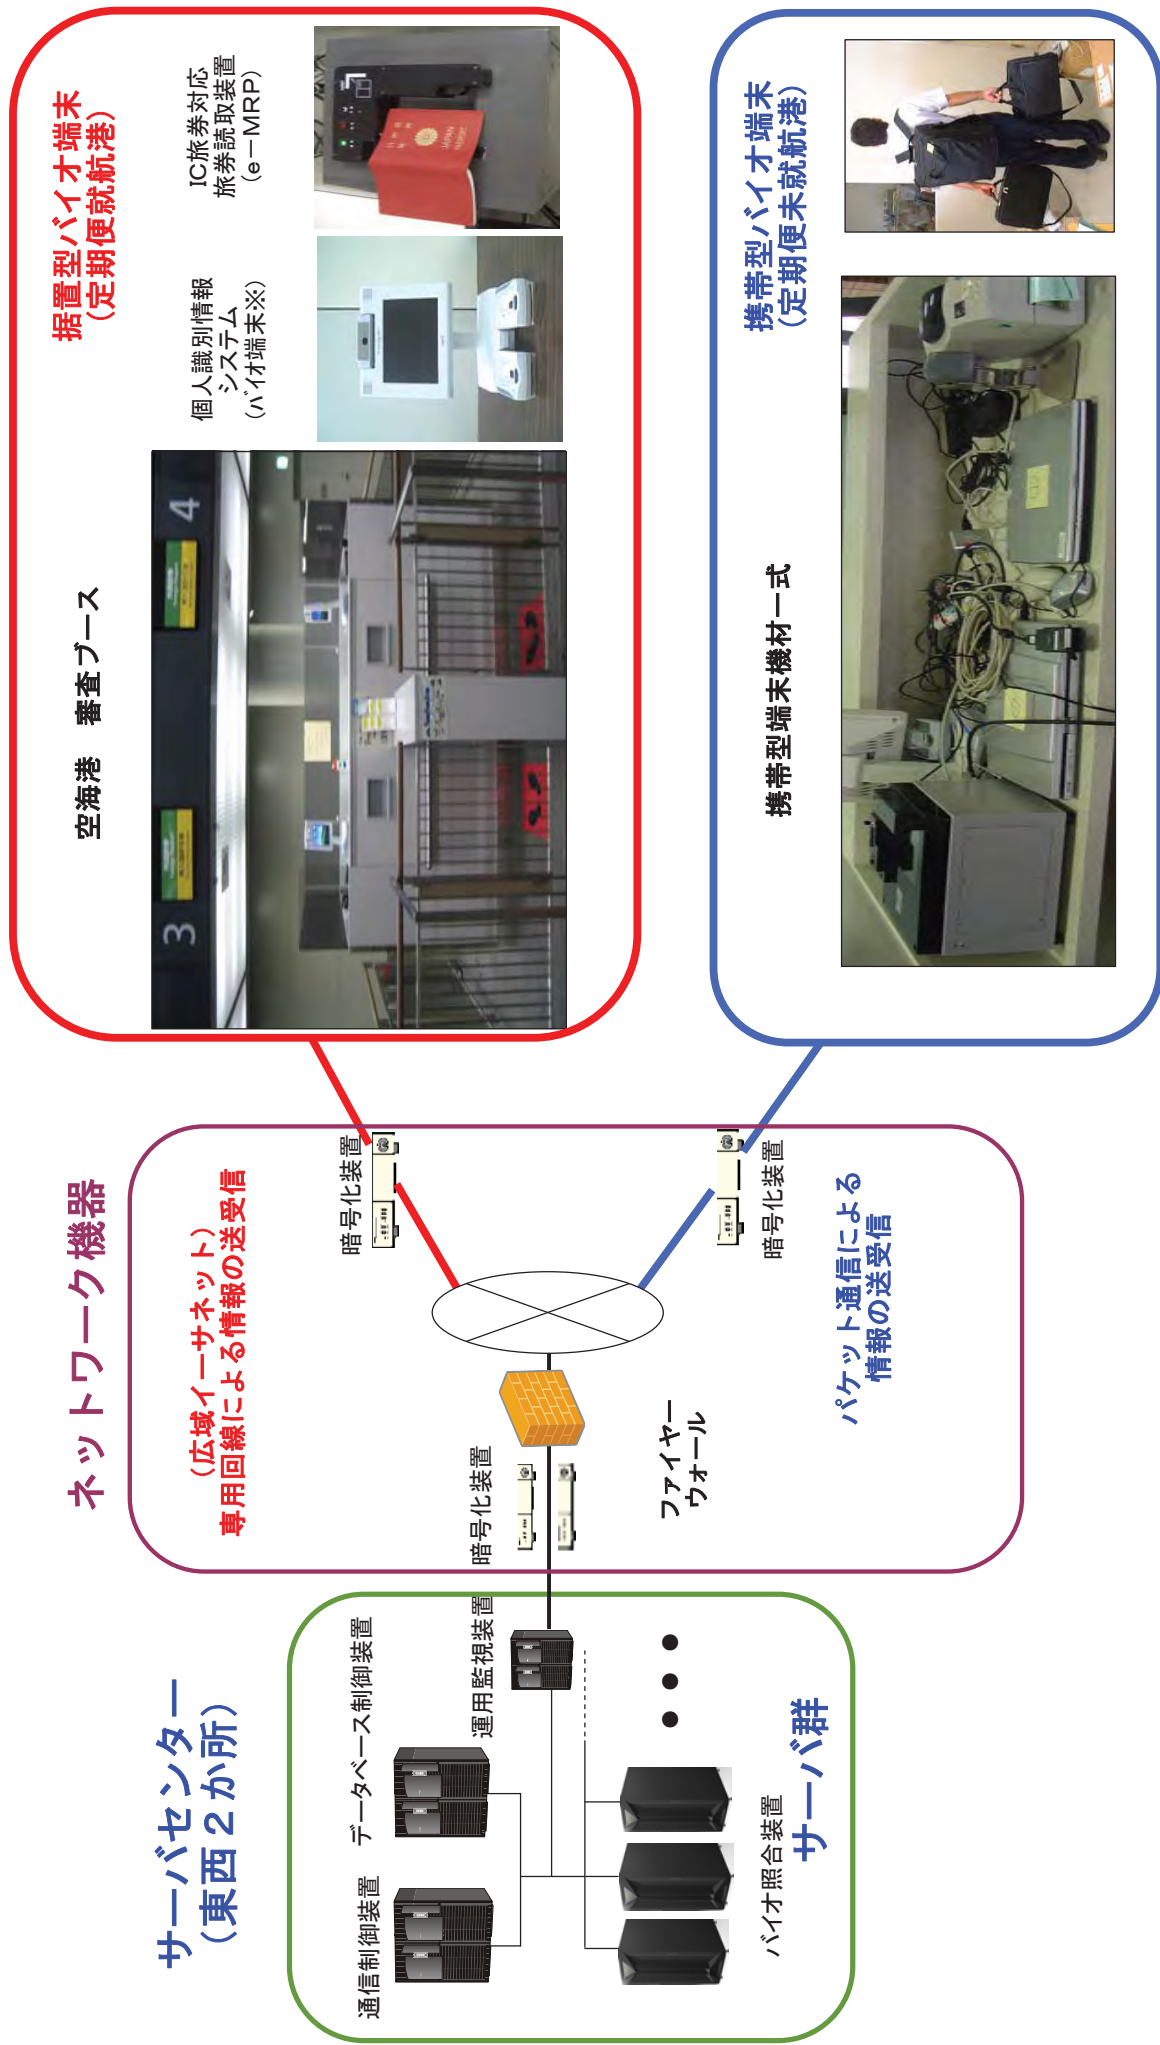 サーバセンター
（東西２か所）
通信制御装置
データベース制御装置
運用監視装置
バイオ照合装置
サーバ群
ネットワーク機器
（広域イーサネット）
専用回線による情報の送受信
暗号化装置
暗号化装置
ファイヤー
ウォール
暗号化装置
パケット通信による
情報の送受信
据置型バイオ端末
（定期便就航港）
空海港　審査ブース
3
4
個人識別情報
システム
（バイオ端末※）
IC旅券対応
旅券読取装置
（e－MRP）
JAPAN
PASSPORT
携帯型バイオ端末
（定期便未就航港）
携帯型端末機材一式